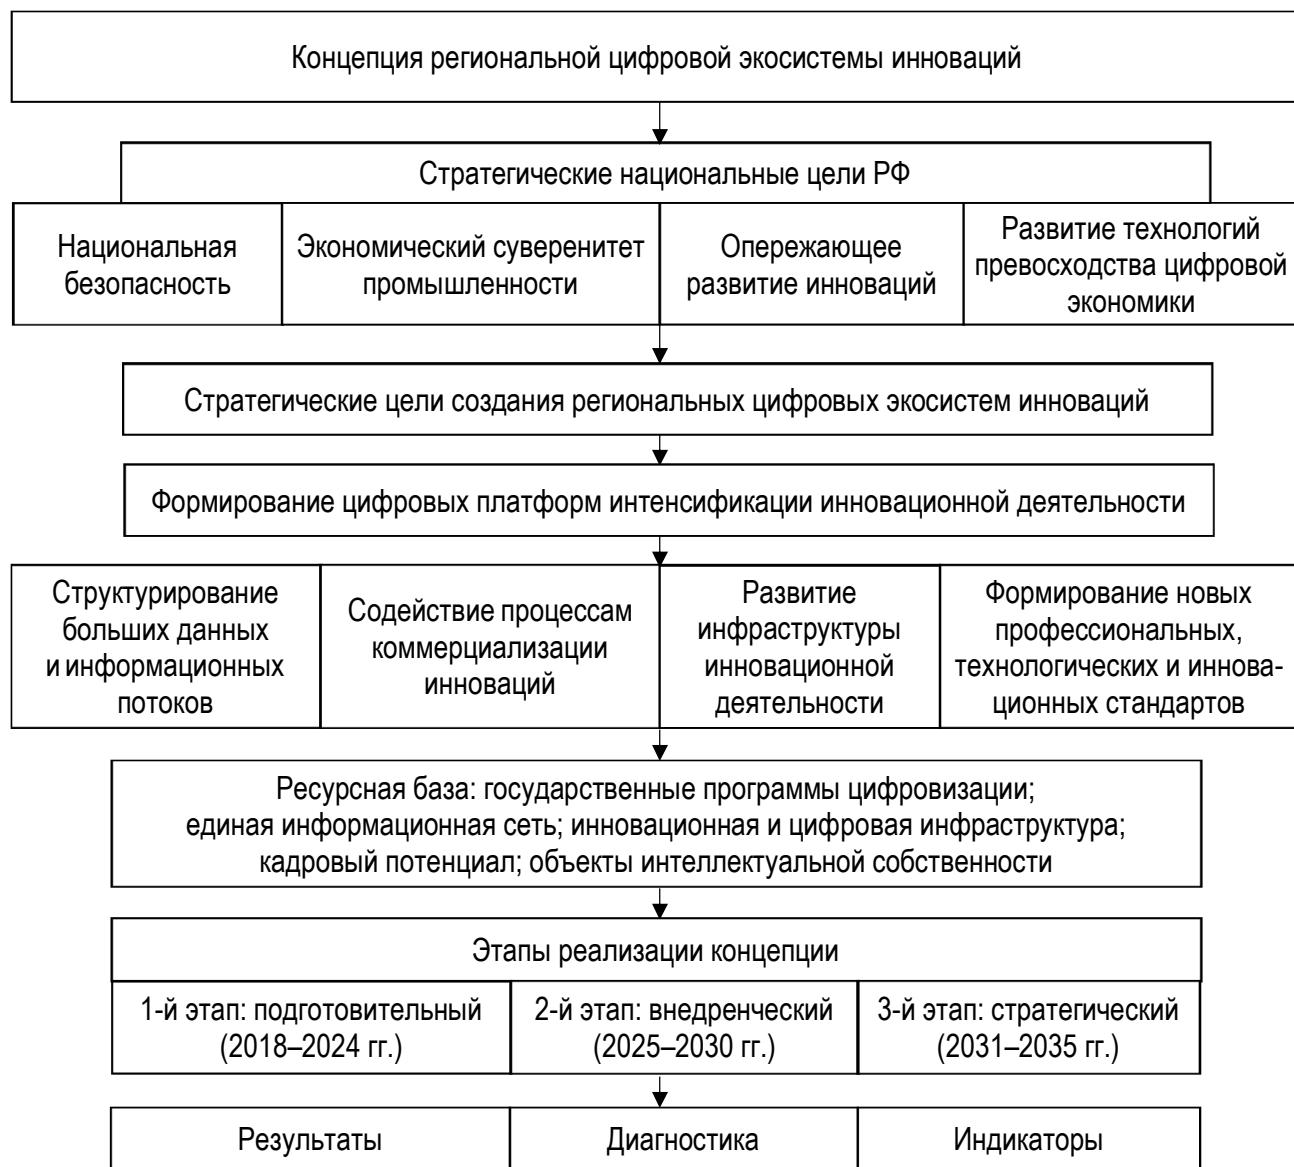 Концепция региональной цифровой экосистемы инноваций
Стратегические национальные цели РФ
Национальная
безопасность
Экономический суверенитет
промышленности
Опережающее
развитие инноваций
Развитие технологий
превосходства цифровой
экономики
Стратегические цели создания региональных цифровых экосистем инноваций
Формирование цифровых платформ интенсификации инновационной деятельности
Структурирование
больших данных
и информационных
потоков
Содействие процессам
коммерциализации
инноваций
Развитие
инфраструктуры
инновационной
деятельности
Формирование новых
профессиональных,
технологических и иннова-
ционных стандартов
Ресурсная база: государственные программы цифровизации;
единая информационная сеть; инновационная и цифровая инфраструктура;
кадровый потенциал; объекты интеллектуальной собственности
Этапы реализации концепции
1-й этап: подготовительный
(2018–2024 гг.)
2-й этап: внедренческий
(2025–2030 гг.)
3-й этап: стратегический
(2031–2035 гг.)
Результаты
Диагностика
Индикаторы